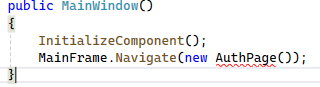 public MainWindow()
{
InitializeComponent();
MainFrame.Navigate(new AuthPage());
}